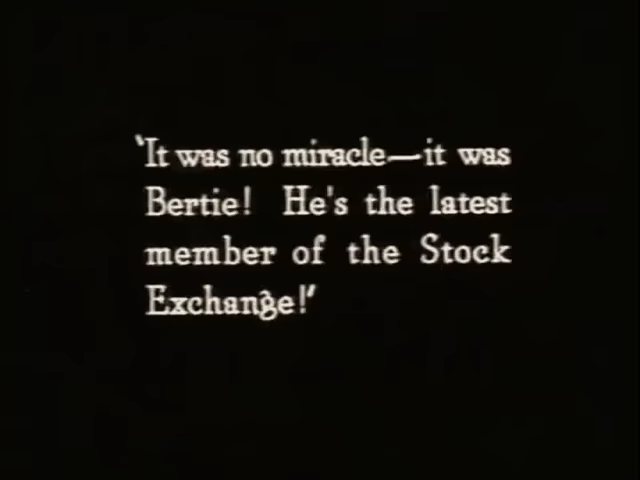 'It was no miracle—it was
Bertie! He's the latest
member of the Stock
Exchange!'